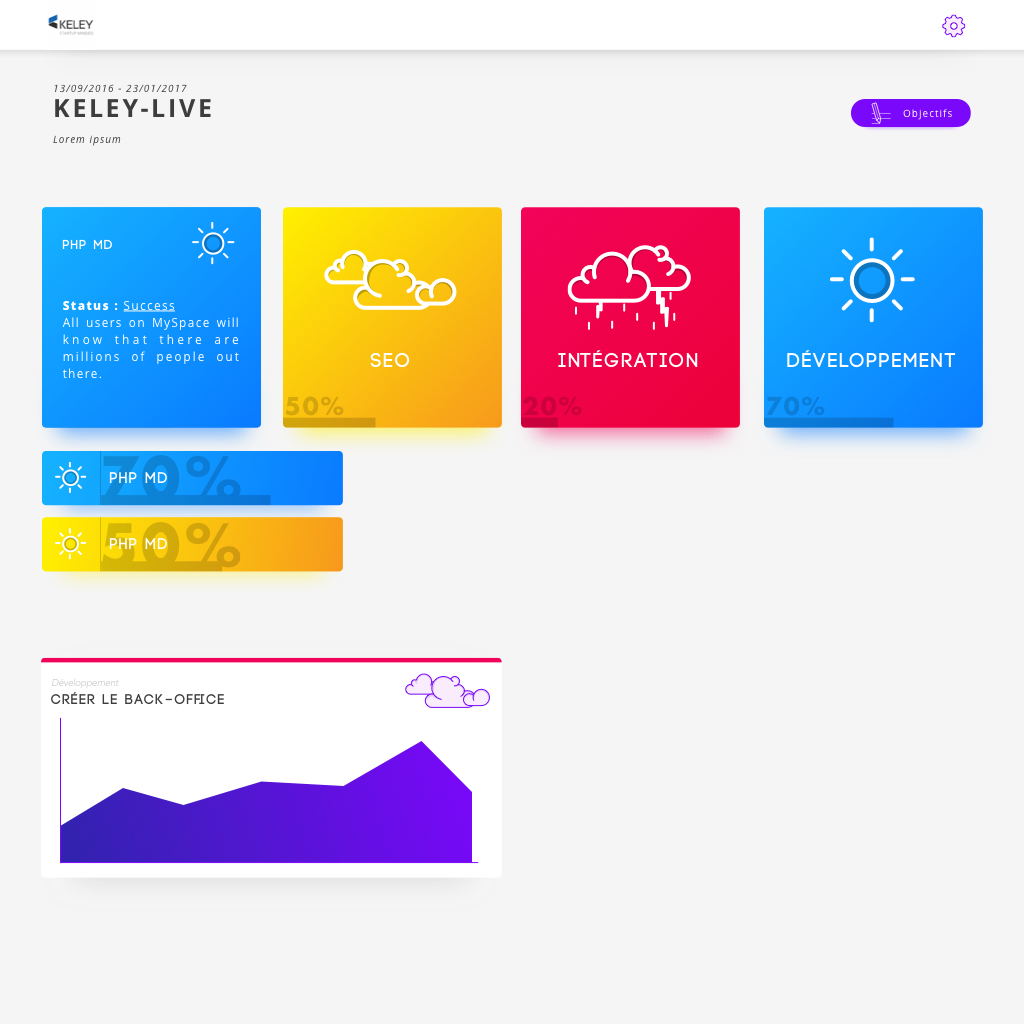 KELEY
STARTUP MINDED
13/09/2016 - 23/01/2017
KELEY-LIVE
Lorem ipsum
Objectifs
PHP MD
Status : Success
All users on MySpace will
know that there are
millions of people out
there.
SEO
50%
INTÉGRATION
20%
DÉVELOPPEMENT
70%
PHP MD
70%
PHP MD
50%
Développement
CRÉER LE BACK-OFFICE